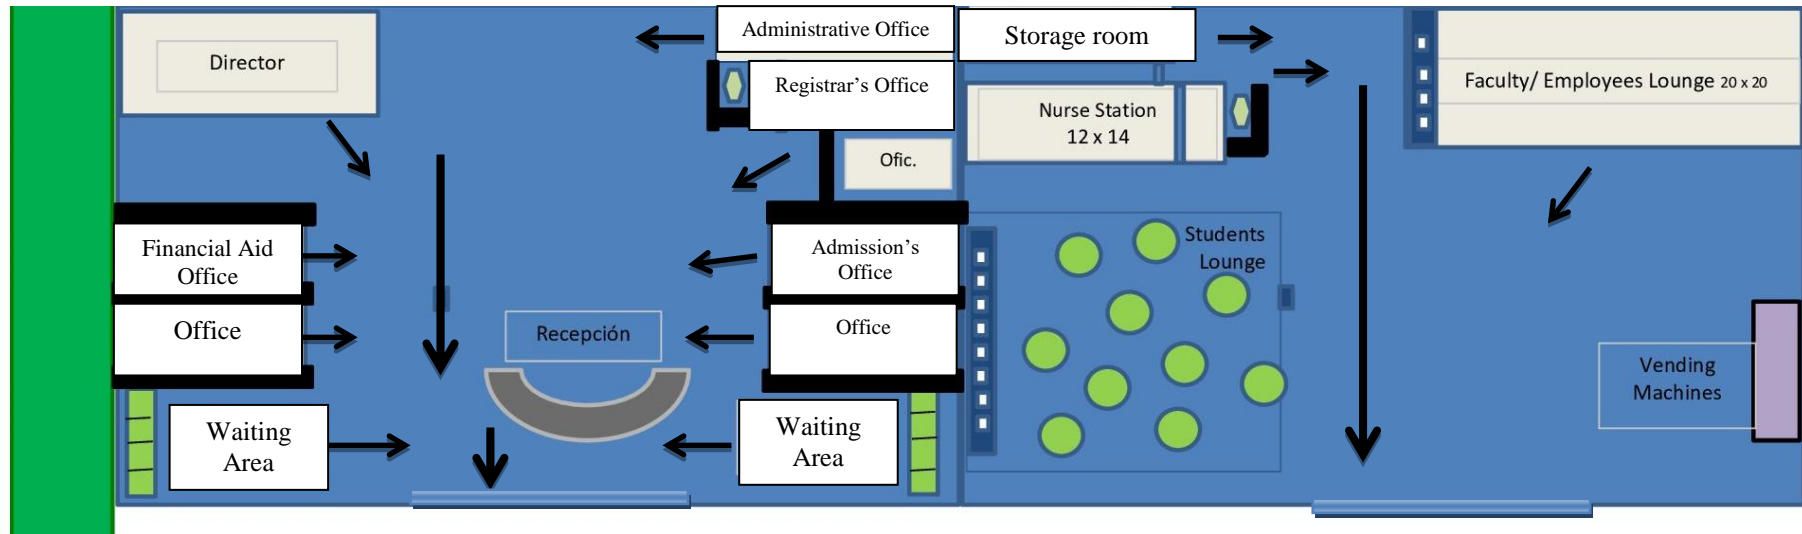 Director
Administrative Office
Storage room
Registrar’s Office
Nurse Station
12 x 14
Faculty/ Employees Lounge 20 x 20
Ofic.
Financial Aid
Office
Admission’s
Office
Students
Lounge
Office
Recepción
Office
Vending
Machines
Waiting
Area
Waiting
Area